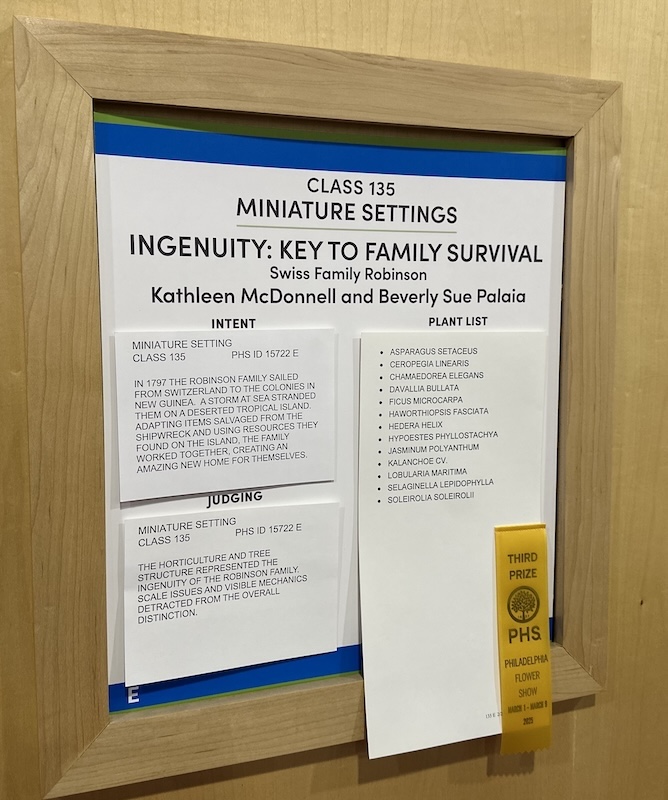 CLASS 135
MINIATURE SETTINGS
INGENUITY: KEY TO FAMILY SURVIVAL
Swiss Family Robinson
Kathleen McDonnell and Beverly Sue Palaia
INTENT
MINIATURE SETTING
CLASS 135 PHS ID 15722 E
IN 1797 THE ROBINSON FAMILY SAILED
FROM SWITZERLAND TO THE COLONIES IN
NEW GUINEA. A STORM AT SEA STRANDED
THEM ON A DESERTED TROPICAL ISLAND.
ADAPTING ITEMS SALVAGED FROM THE
SHIPWRECK AND USING RESOURCES THEY
FOUND ON THE ISLAND, THE FAMILY
WORKED TOGETHER, CREATING AN
AMAZING NEW HOME FOR THEMSELVES.
JUDGING
MINIATURE SETTING
CLASS 135 PHS ID 15722 E
THE HORTICULTURE AND TREE
STRUCTURE REPRESENTED THE
INGENUITY OF THE ROBINSON FAMILY.
SCALE ISSUES AND VISIBLE MECHANICS
DETRACTED FROM THE OVERALL
DISTINCTION.
E
PLANT LIST
• ASPARAGUS SETACEUS
• CEROPEGIA LINEARIS
• CHAMAEDOREA ELEGANS
• DAVALLIA BULLATA
• FICUS MICROCARPA
• HAWORTHIOPSIS FASCIATA
• HEDERA HELIX
• HYPOESTES PHYLLOSTACHYA
• JASMINUM POLYANTHUM
• KALANCHOE CV.
• LOBULARIA MARITIMA
• SELAGINELLA LEPIDOPHYLLA
• SOLEIROLIA SOLEIROLII
THIRD
PRIZE
PHS
PHILADELPHIA
FLOWER
SHOW
MARCH 1 - MARCH 9
2025